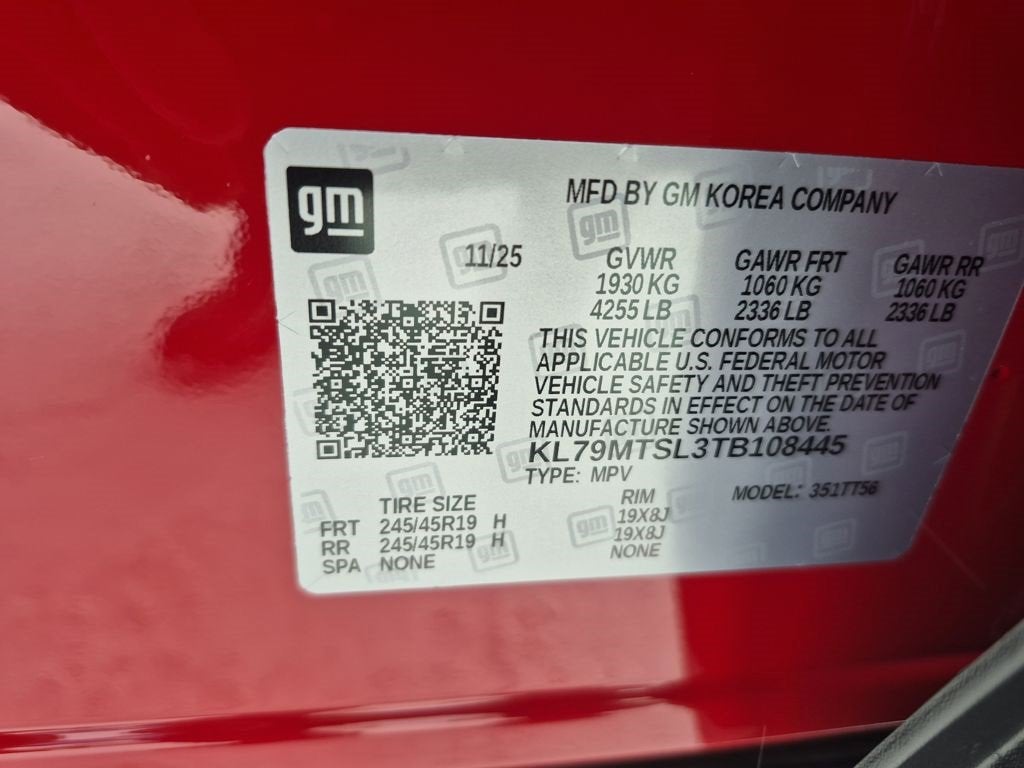 gm
MFD BY GM KOREA COMPANY
11/25
GVWR GAWR FRT GAWR RR
1930 KG 1060 KG 1060 KG
4255 LB 2336 LB 2336 LB
THIS VEHICLE CONFORMS TO ALL
APPLICABLE U.S. FEDERAL MOTOR
VEHICLE SAFETY AND THEFT PREVENTION
STANDARDS IN EFFECT ON THE DATE OF
MANUFACTURE SHOWN ABOVE.
KL79MTSL3TB108445
TYPE: MPV
MODEL: 351TT56
TIRE SIZE RIM
FRT 245/45R19 H 19X8J
RR 245/45R19 H 19X8J
SPA NONE NONE